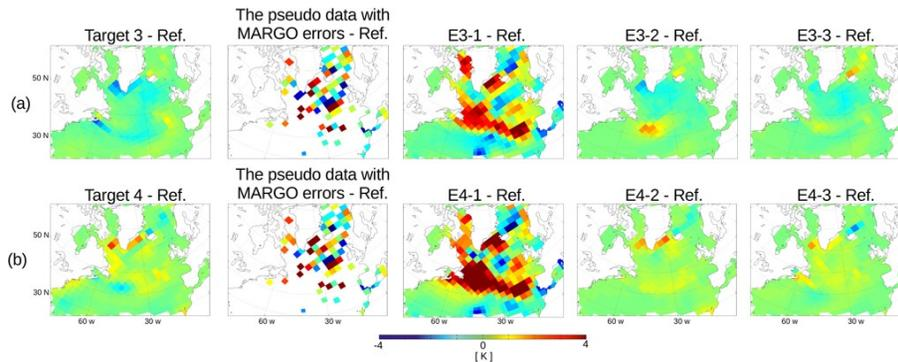 Target 3 - Ref.
The pseudo data with
MARGO errors - Ref.
E3-1 - Ref.
E3-2 - Ref.
E3-3 - Ref.
(a)
50 N
30 N
Target 4 - Ref.
The pseudo data with
MARGO errors - Ref.
E4-1 - Ref.
E4-2 - Ref.
E4-3 - Ref.
(b)
50 N
30 N
60 w
30 w
60 w
30 w
60 w
30 w
60 w
30 w
60 w
30 w
-4
0
4
[ K ]